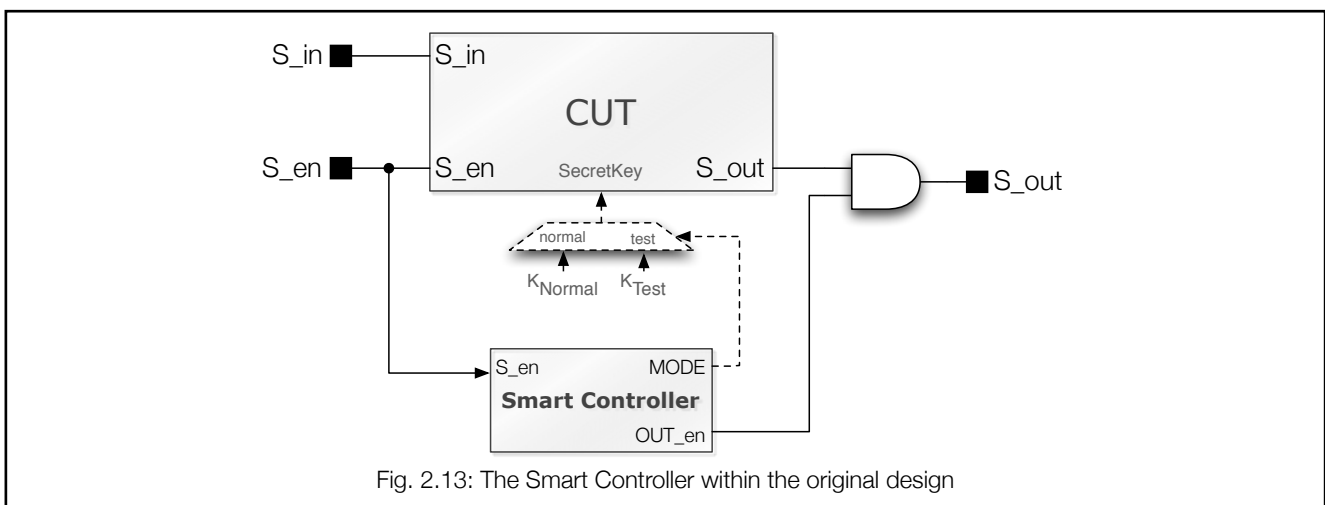 S_in
S_in
CUT
S_en
S_en
SecretKey
S_out
S_out
normal
test
KNormal
KTest
S_en
MODE
Smart Controller
OUT_en
Fig. 2.13: The Smart Controller within the original design